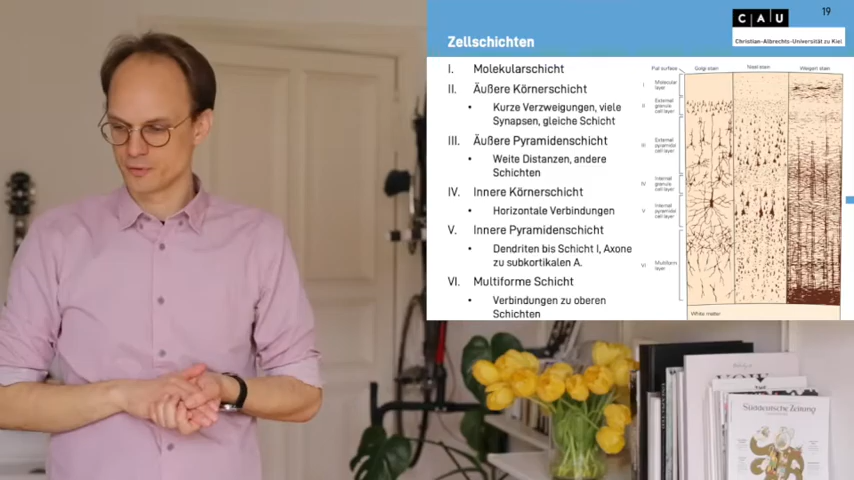 19
CAU
Christian-Albrechts-Universität zu Kiel
Zellschichten
I. Molekularschicht
II. Äußere Körnerschicht
• Kurze Verzweigungen, viele
Synapsen, gleiche Schicht
III. Äußere Pyramidenschicht
• Weite Distanzen, andere
Schichten
IV. Innere Körnerschicht
• Horizontale Verbindungen
V. Innere Pyramidenschicht
• Dendriten bis Schicht I, Axone
zu subkortikalen A.
VI. Multiforme Schicht
• Verbindungen zu oberen
Schichten
Pial surface
Golgi stain
Nissl stain
Weigert stain
I Molecular
layer
II External
granule
cell layer
III External
pyramidal
cell layer
IV Internal
granule
cell layer
V Internal
pyramidal
cell layer
VI Multiform
layer
White matter
Süddeutsche Zeitung